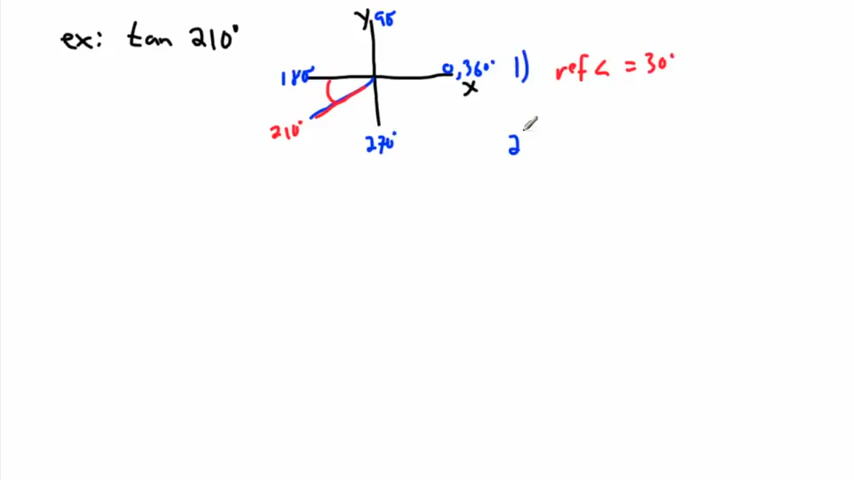 ex: tan 210°
y 90°
180°
0,360°
x
210°
270°
1) ref < = 30°
2